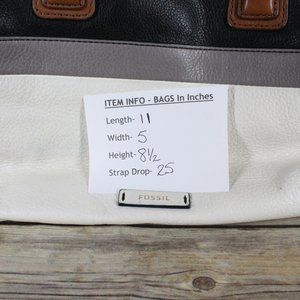 ITEM INFO - BAGS In Inches
Length- 11
Width- 5
Height- 8½
Strap Drop- 25
FOSSIL